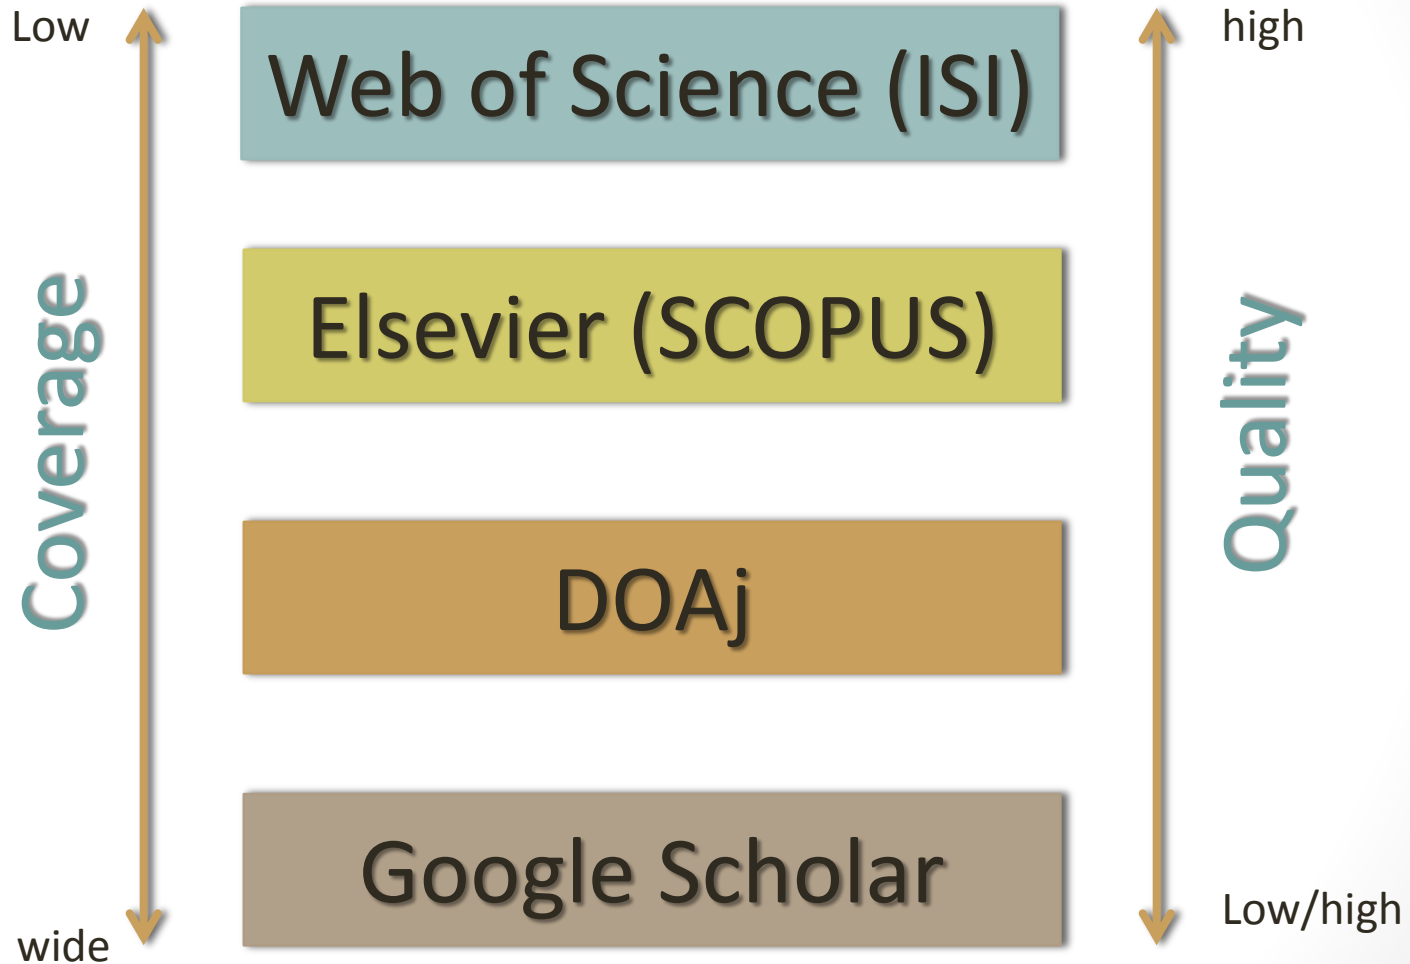 Low
high
Web of Science (ISI)
Elsevier (SCOPUS)
Coverage
Quality
DOAj
Google Scholar
Low/high
wide